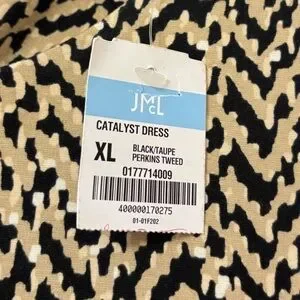 JMCL
CATALYST DRESS
XL
BLACK/TAUPE
PERKINS TWEED
0177714009
400000170275
01-01F202